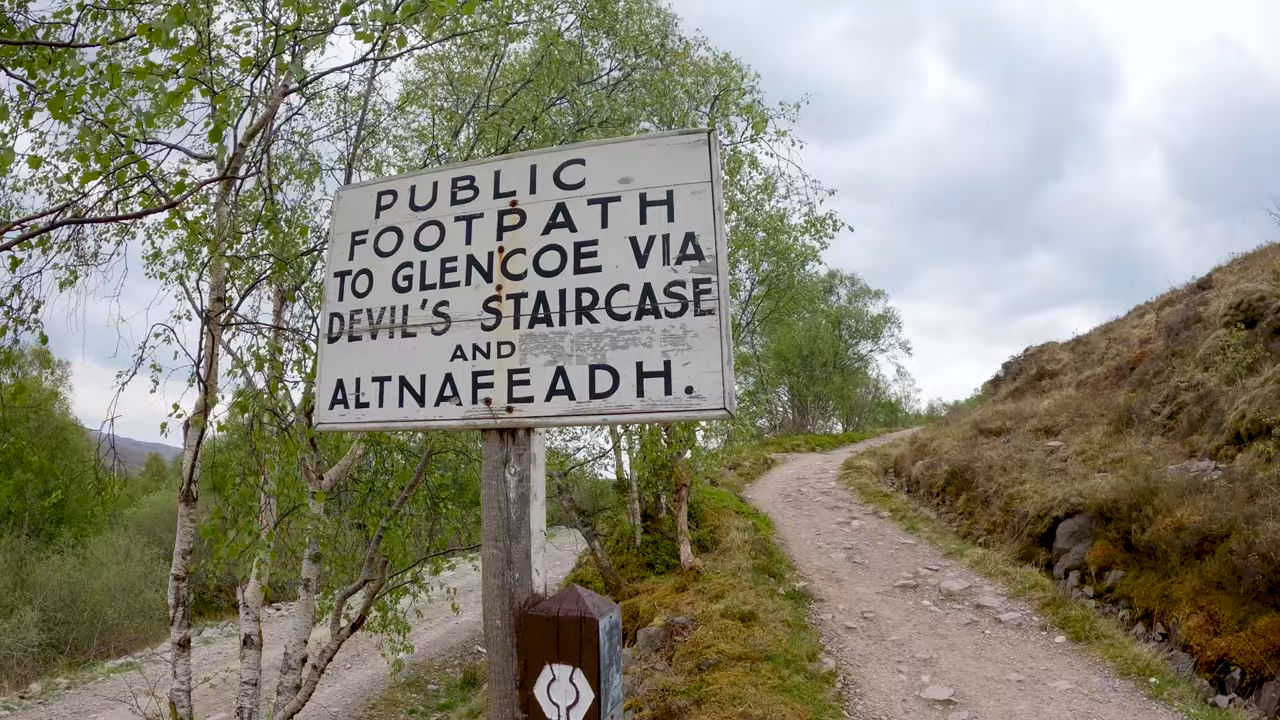 PUBLIC
FOOTPATH
TO GLENCOE VIA
DEVIL'S STAIRCASE
AND
ALTNAFEADH.